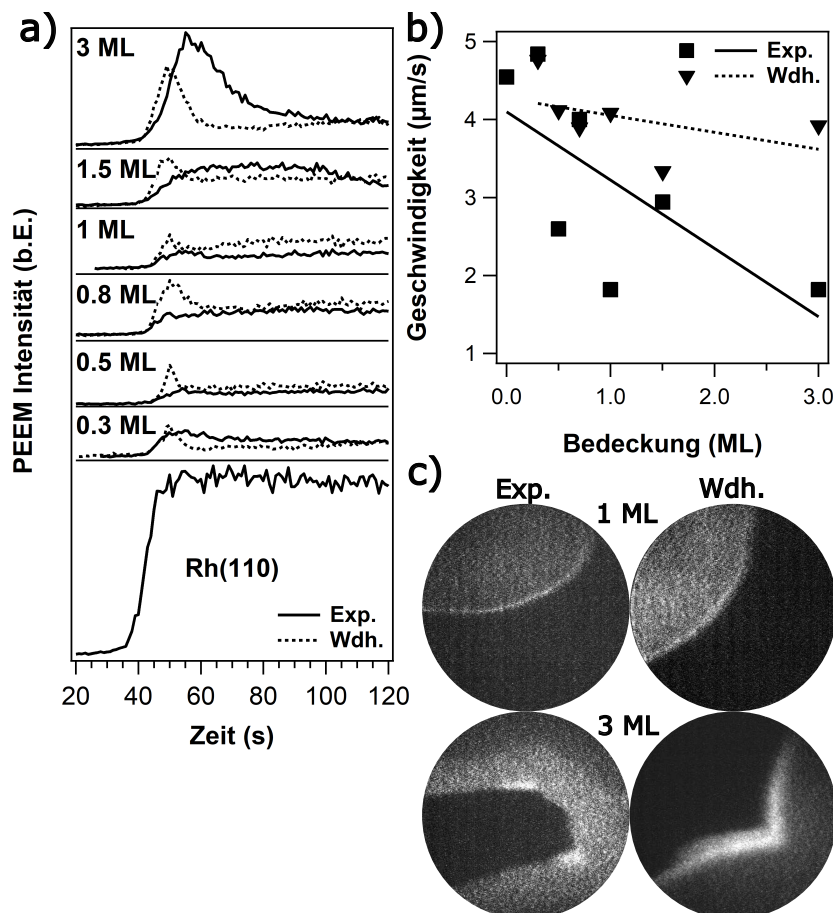 a)
3 ML
1.5 ML
1 ML
0.8 ML
0.5 ML
0.3 ML
Rh(110)
Exp.
Wdh.
PEEM Intensität (b.E.)
20 40 60 80 100 120
Zeit (s)
b)
Exp.
Wdh.
Geschwindigkeit (µm/s)
5
4
3
2
1
0.0 1.0 2.0 3.0
Bedeckung (ML)
c)
Exp. Wdh.
1 ML
3 ML